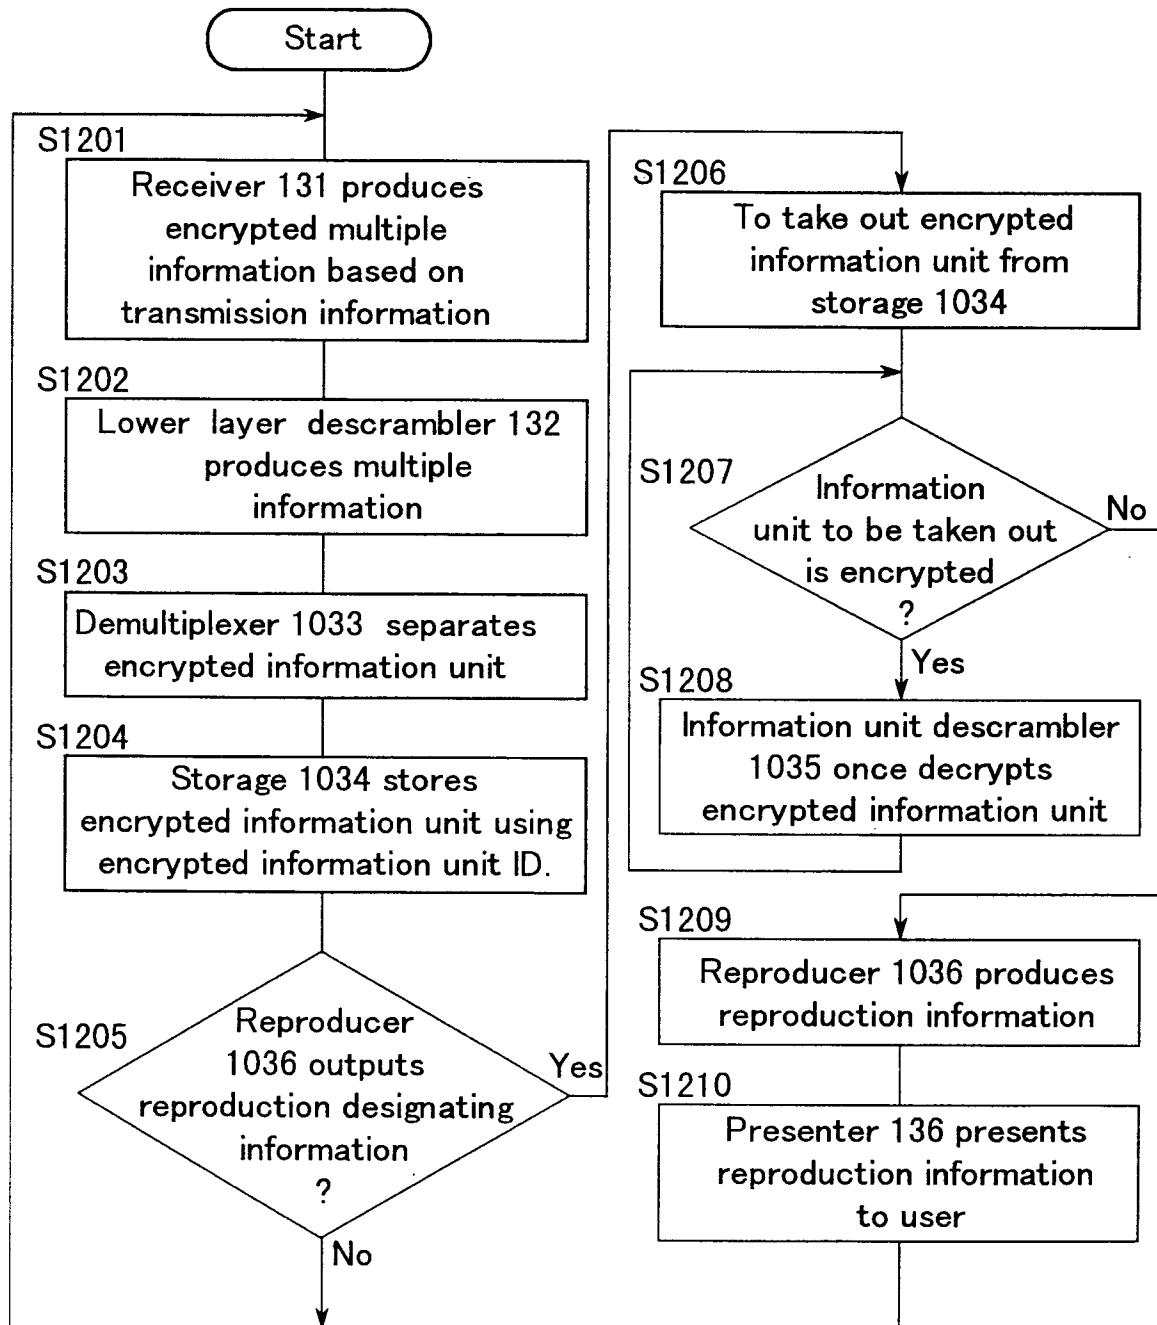 Start
S1201
Receiver 131 produces
encrypted multiple
information based on
transmission information
S1202
Lower layer descrambler 132
produces multiple
information
S1203
Demultiplexer 1033 separates
encrypted information unit
S1204
Storage 1034 stores
encrypted information unit using
encrypted information unit ID.
S1205
Reproducer
1036 outputs
reproduction designating
information
?
Yes
No
S1206
To take out encrypted
information unit from
storage 1034
S1207
Information
unit to be taken out
is encrypted
?
No
Yes
S1208
Information unit descrambler
1035 once decrypts
encrypted information unit
S1209
Reproducer 1036 produces
reproduction information
S1210
Presenter 136 presents
reproduction information
to user